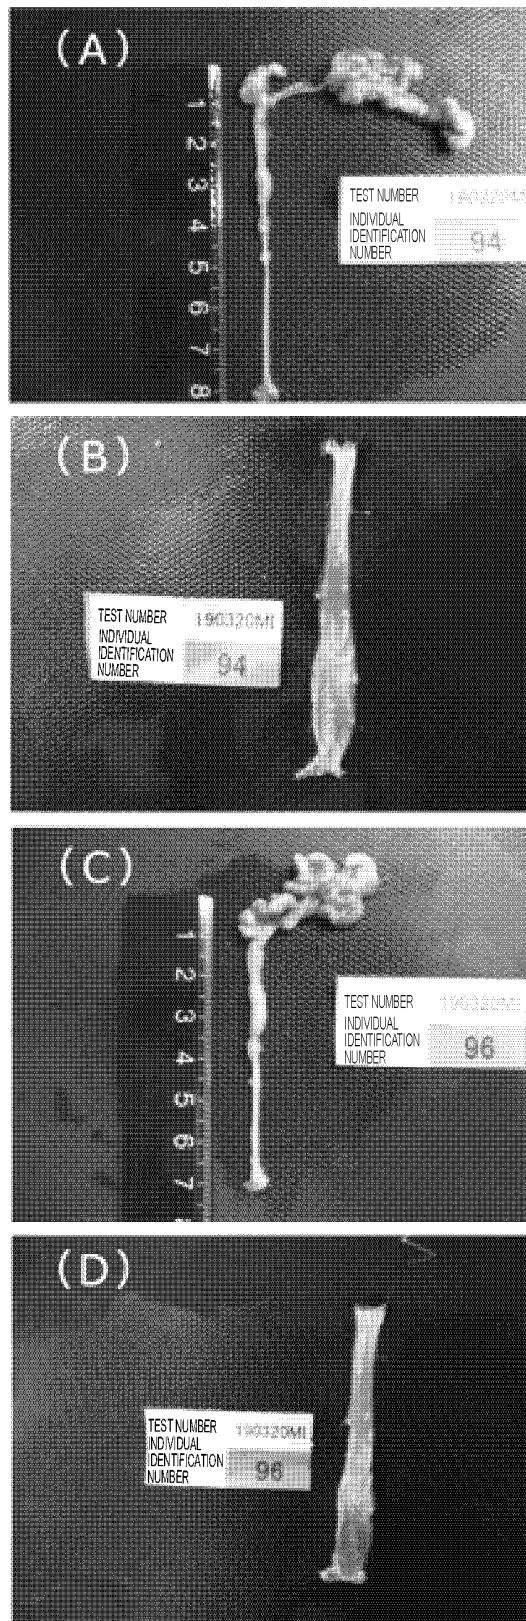 (A)
1
2
3
4
5
6
7
8
TEST NUMBER
INDIVIDUAL
IDENTIFICATION
NUMBER
94
(B)
TEST NUMBER 190320MI
INDIVIDUAL
IDENTIFICATION
NUMBER
94
(C)
1
2
3
4
5
6
7
TEST NUMBER
INDIVIDUAL
IDENTIFICATION
NUMBER
96
(D)
TEST NUMBER 190320MI
INDIVIDUAL
IDENTIFICATION
NUMBER
96